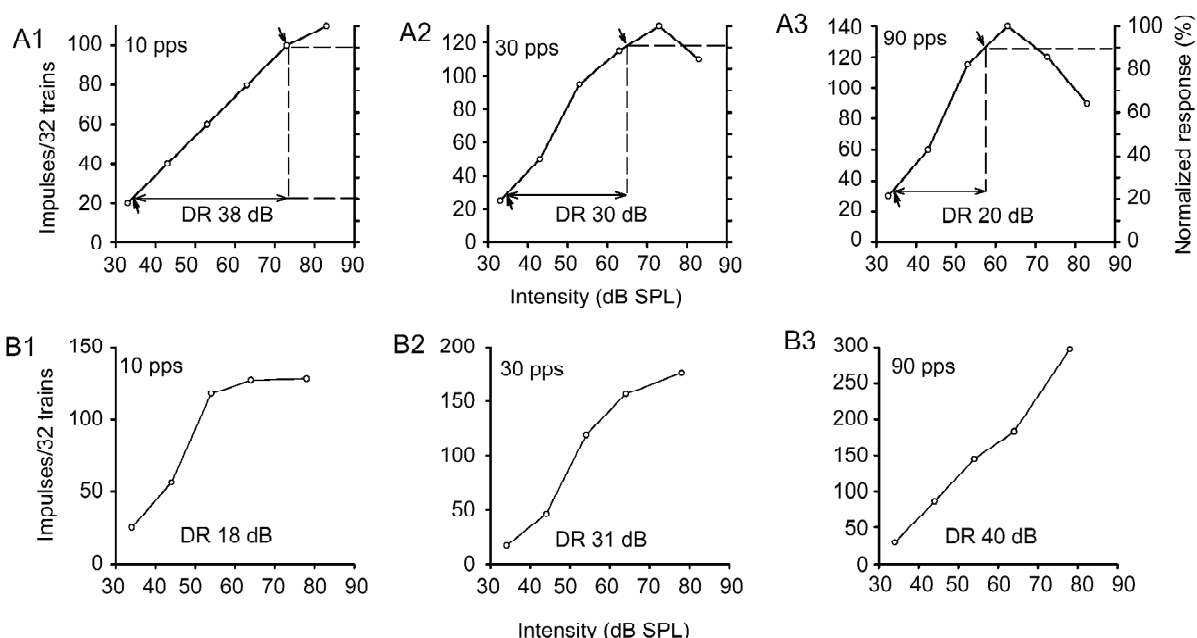 A1
10 pps
100
80
60
40
20
0
Impulses/32 trains
DR 38 dB
30 40 50 60 70 80 90
A2
30 pps
120
100
80
60
40
20
0
DR 30 dB
30 40 50 60 70 80 90
Intensity (dB SPL)
A3
90 pps
140
120
100
80
60
40
20
0
DR 20 dB
30 40 50 60 70 80 90
100
80
60
40
20
0
Normalized response (%)
B1
10 pps
150
100
50
0
Impulses/32 trains
DR 18 dB
30 40 50 60 70 80 90
B2
30 pps
200
150
100
50
0
DR 31 dB
30 40 50 60 70 80 90
Intensity (dB SPL)
B3
90 pps
300
250
200
150
100
50
0
DR 40 dB
30 40 50 60 70 80 90